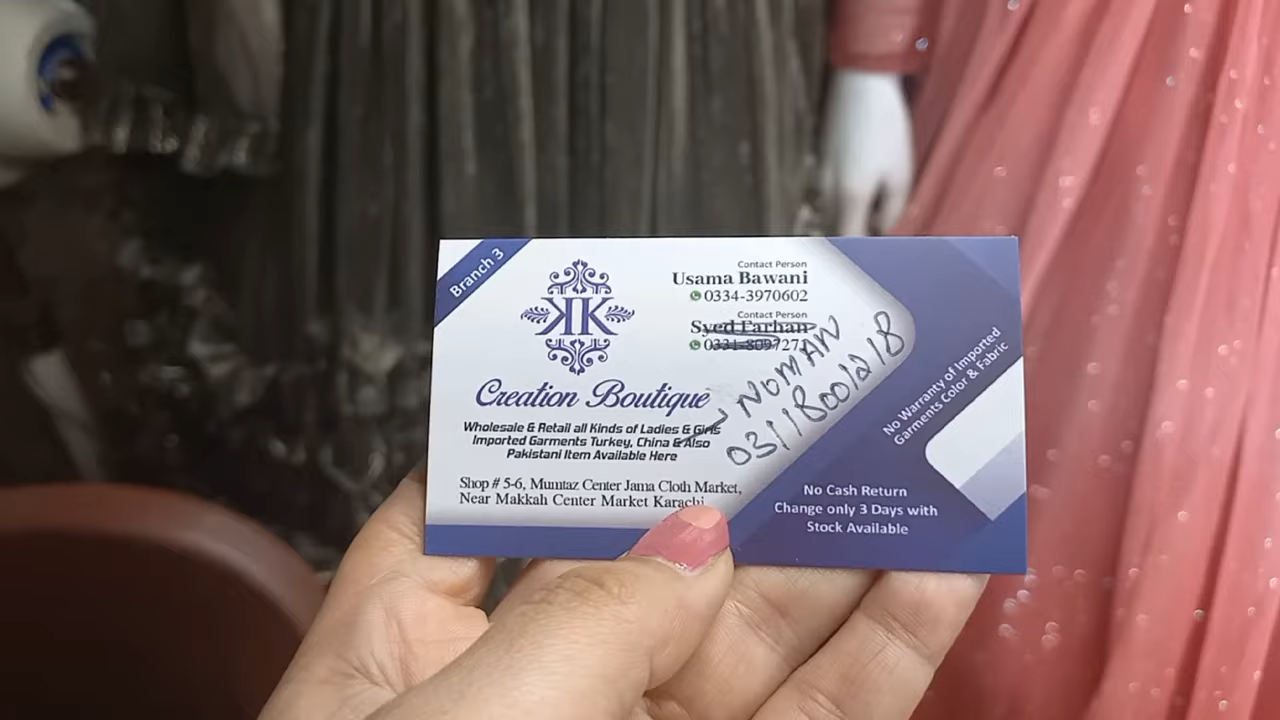 Branch 3
KK
Creation Boutique
Wholesale & Retail all Kinds of Ladies & Girls
Imported Garments Turkey, China & Also
Pakistani Item Available Here
Shop # 5-6, Mumtaz Center Jama Cloth Market,
Near Makkah Center Market Karachi
Contact Person
Usama Bawani
0334-3970602
Contact Person
Syed Farhan
0331-8097271
NOMAN
03118001218
No Warranty of Imported
Garments Color & Fabric
No Cash Return
Change only 3 Days with
Stock Available